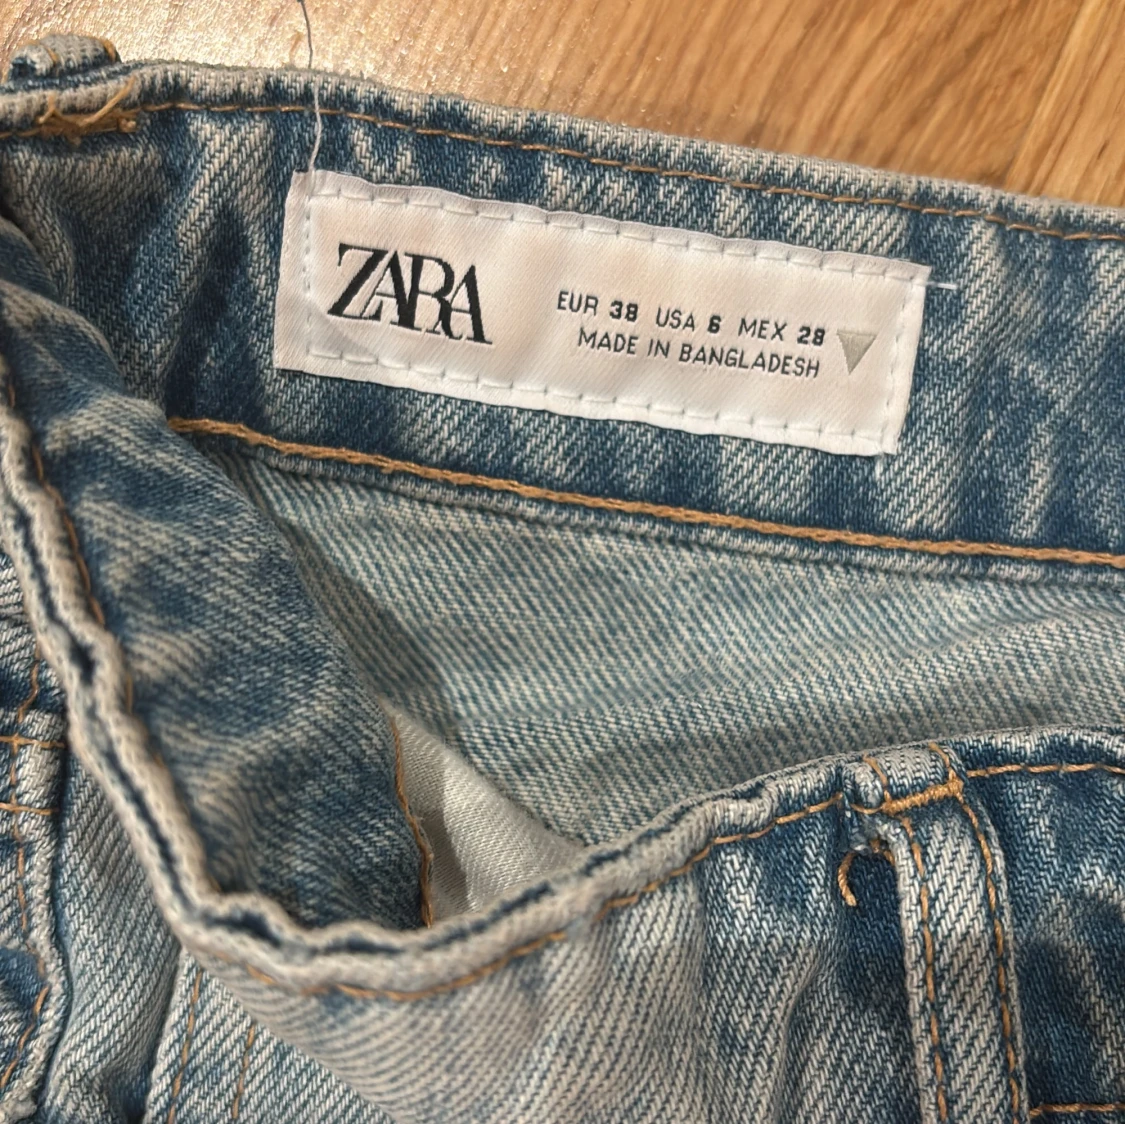 ZARA
EUR 38 USA 6 MEX 28
MADE IN BANGLADESH